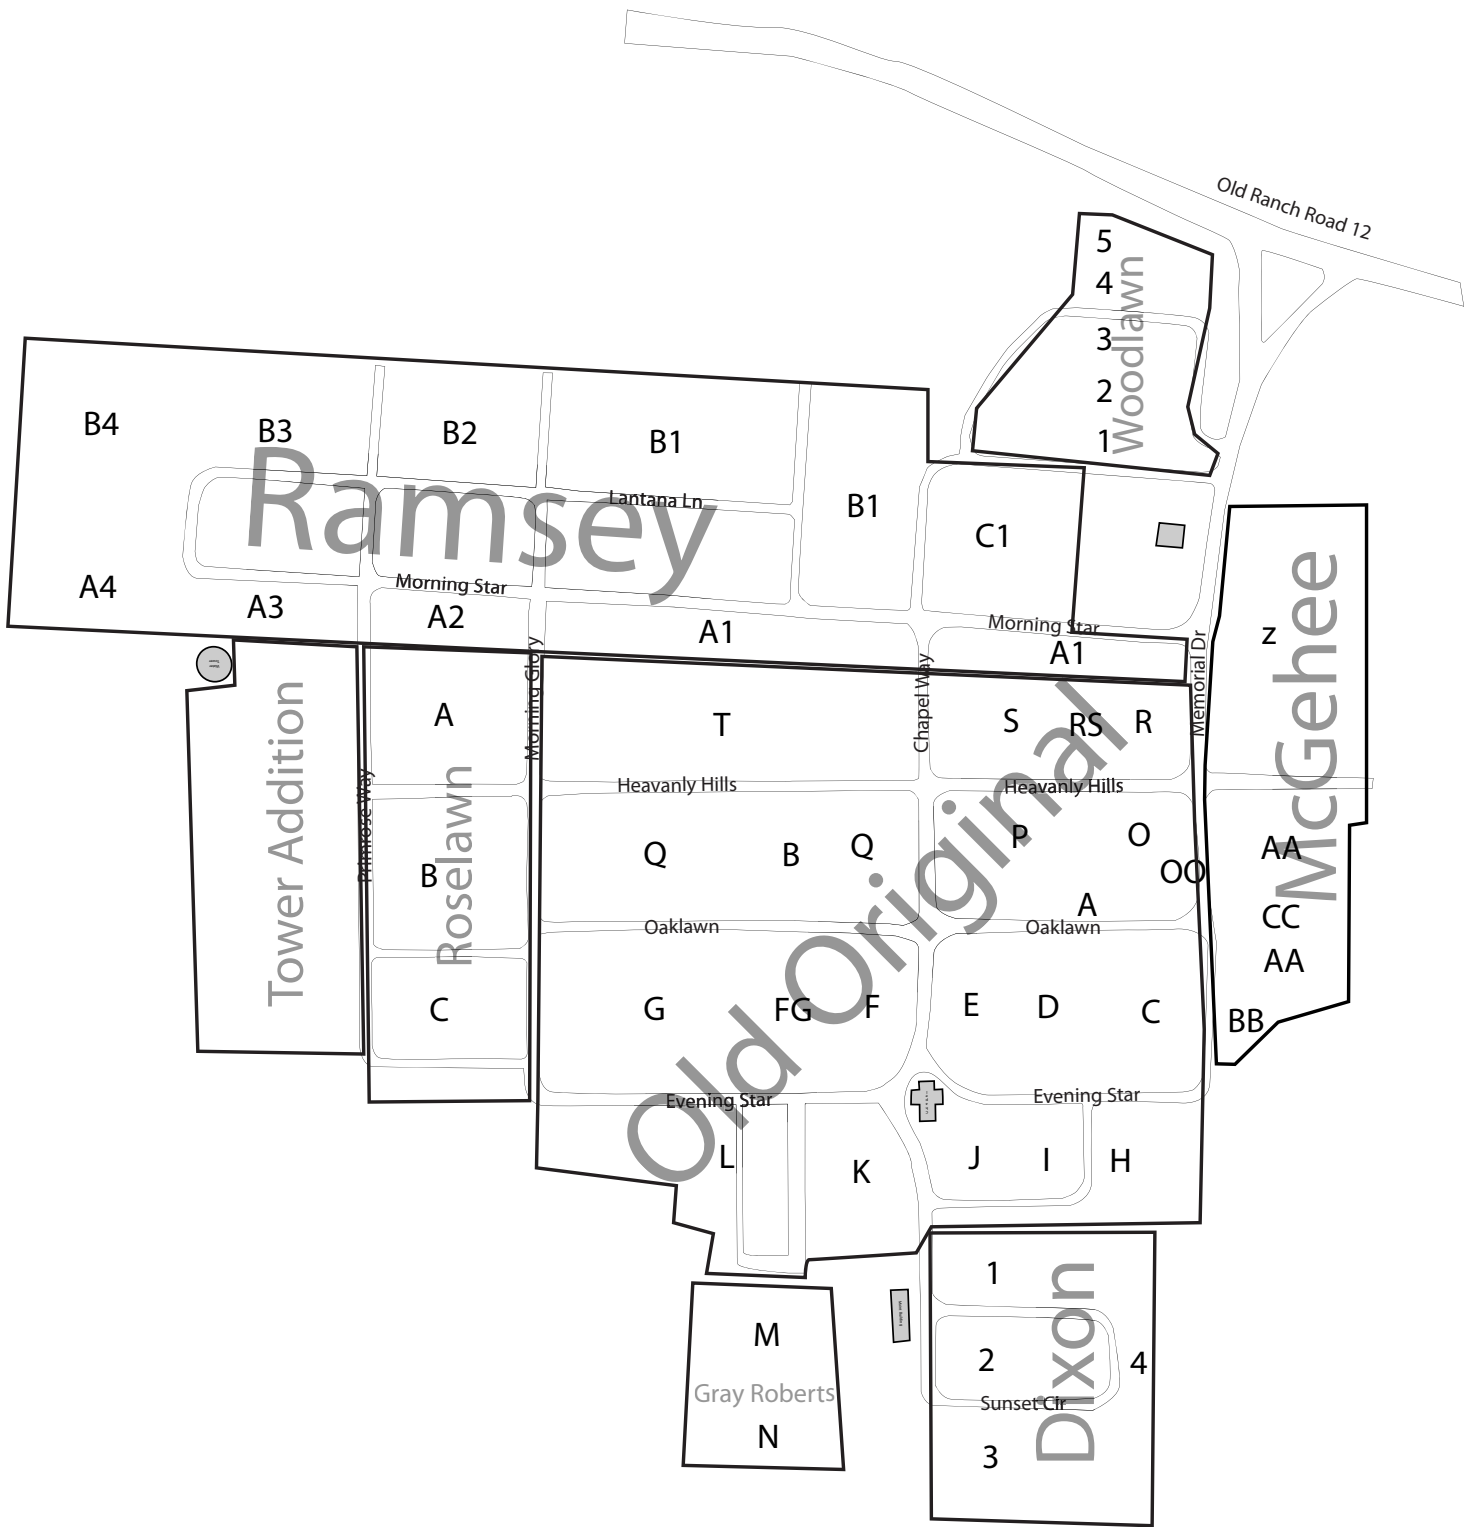 Old Ranch Road 12
5
4
3
2
1
Woodlawn
B4
B3
B2
B1
B1
C1
Ramsey
Lantana Ln
Morning Star
Morning Star
A4
A3
A2
A1
A1
Tower Addition
Primrose Way
A
B
C
Roselawn
Morning Glory
Chapel Way
Memorial Dr
T
S
RS
R
Heavanly Hills
Heavanly Hills
Q
B
Q
P
O
OO
A
Oaklawn
Oaklawn
Old Original
G
FG
F
E
D
C
Evening Star
Evening Star
L
K
J
I
H
z
McGehee
AA
CC
AA
BB
M
Gray Roberts
N
1
2
4
Sunset Cir
3
Dixon